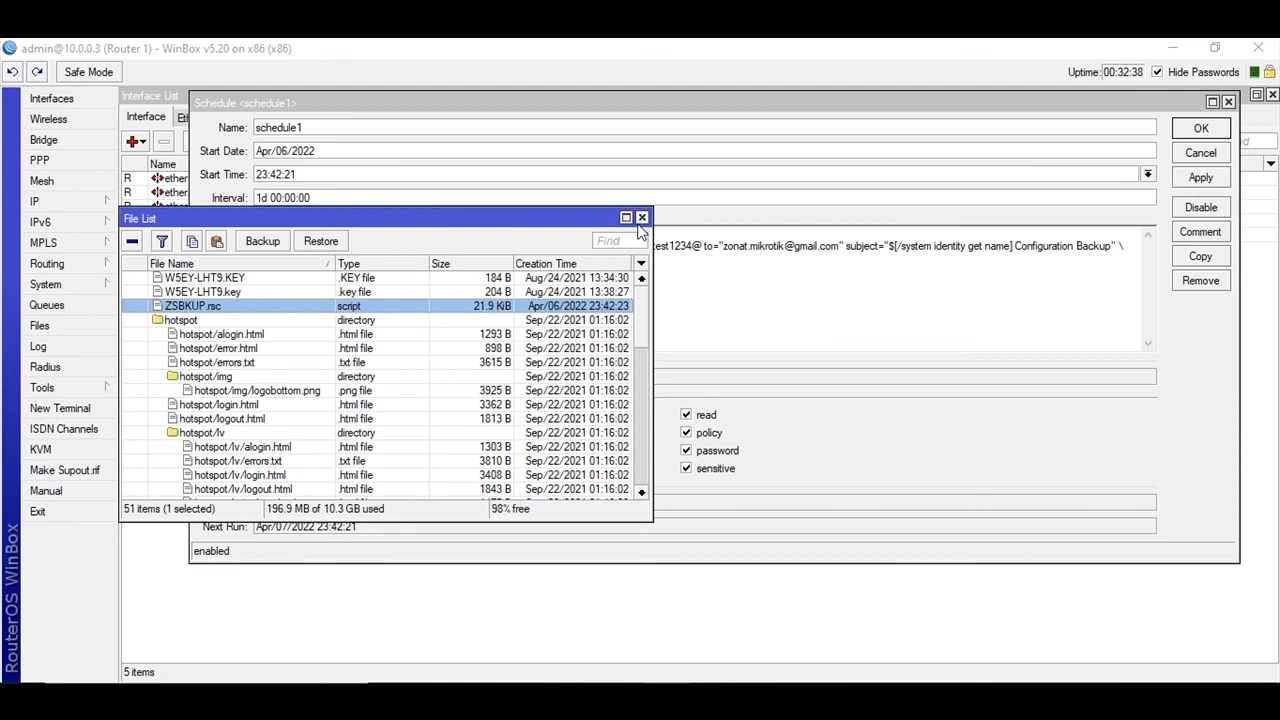 admin@10.0.0.3 (Router 1) - WinBox v5.20 on x86 (x86)
Safe Mode
Uptime: 00:32:38 Hide Passwords
Interfaces
Wireless
Bridge
PPP
Mesh
IP
IPv6
MPLS
Routing
System
Queues
Files
Log
Radius
Tools
New Terminal
ISDN Channels
KVM
Make Supout.rif
Manual
Exit
RouterOS WinBox
Interface List
Interface
Name
R ether
R ether
5 items
Schedule <schedule1>
Name: schedule1
Start Date: Apr/06/2022
Start Time: 23:42:21
Interval: 1d 00:00:00
est1234@ to="zonat.mikrotik@gmail.com" subject="$[/system identity get name] Configuration Backup" \
read
policy
password
sensitive
Next Run: Apr/07/2022 23:42:21
enabled
OK
Cancel
Apply
Disable
Comment
Copy
Remove
File List
Backup Restore Find
File Name / Type Size Creation Time
W5EY-LHT9.KEY .KEY file 184 B Aug/24/2021 13:34:30
W5EY-LHT9.key .key file 204 B Aug/24/2021 13:38:27
ZSBKUP.rsc script 21.9 KiB Apr/06/2022 23:42:23
hotspot directory Sep/22/2021 01:16:02
hotspot/alogin.html .html file 1293 B Sep/22/2021 01:16:02
hotspot/error.html .html file 898 B Sep/22/2021 01:16:02
hotspot/errors.txt .txt file 3615 B Sep/22/2021 01:16:02
hotspot/img directory Sep/22/2021 01:16:02
hotspot/img/logobottom.png .png file 3925 B Sep/22/2021 01:16:02
hotspot/login.html .html file 3362 B Sep/22/2021 01:16:02
hotspot/logout.html .html file 1813 B Sep/22/2021 01:16:02
hotspot/lv directory Sep/22/2021 01:16:02
hotspot/lv/alogin.html .html file 1303 B Sep/22/2021 01:16:02
hotspot/lv/errors.txt .txt file 3810 B Sep/22/2021 01:16:02
hotspot/lv/login.html .html file 3408 B Sep/22/2021 01:16:02
hotspot/lv/logout.html .html file 1843 B Sep/22/2021 01:16:02
51 items (1 selected) 196.9 MB of 10.3 GB used 98% free